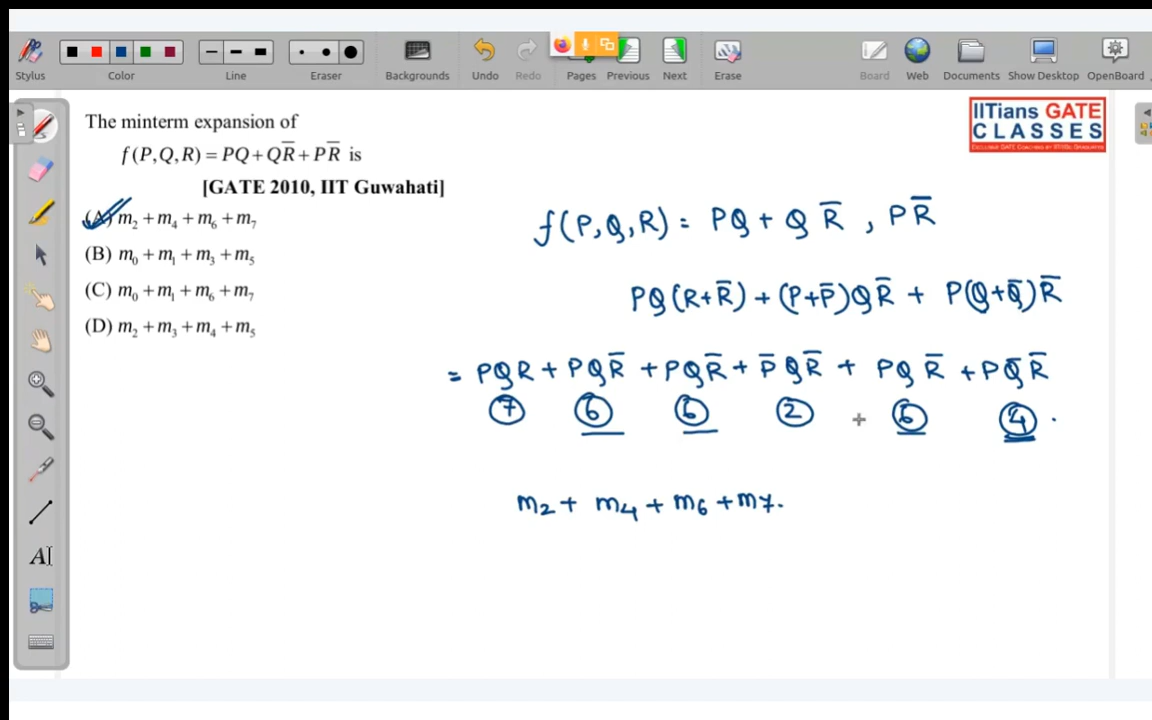 Stylus Color Line Eraser Backgrounds Undo Redo Pages Previous Next Erase Board Web Documents Show Desktop OpenBoard
The minterm expansion of
f(P,Q,R) = PQ + QR̅ + PR̅ is
[GATE 2010, IIT Guwahati]
(A) m₂ + m₄ + m₆ + m₇
(B) m₀ + m₁ + m₃ + m₅
(C) m₀ + m₁ + m₆ + m₇
(D) m₂ + m₃ + m₄ + m₅
IITians GATE
CLASSES
f(P,Q,R) = PQ + QR̅ , PR̅
PQ(R+R̅) + (P+P̅)QR̅ + P(Q+Q̅)R̅
= PQR + PQR̅ + PQR̅ + P̅QR̅ + PQR̅ + PQ̅R̅
7 6 6 2 + 6 4 .
m₂ + m₄ + m₆ + m₇.
A